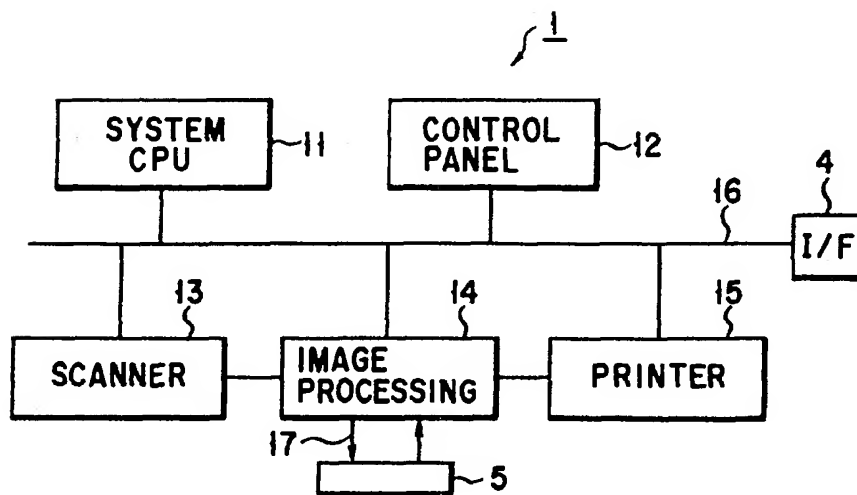 1
SYSTEM
CPU
11
CONTROL
PANEL
12
16
4
I/F
13
SCANNER
14
IMAGE
PROCESSING
15
PRINTER
17
5